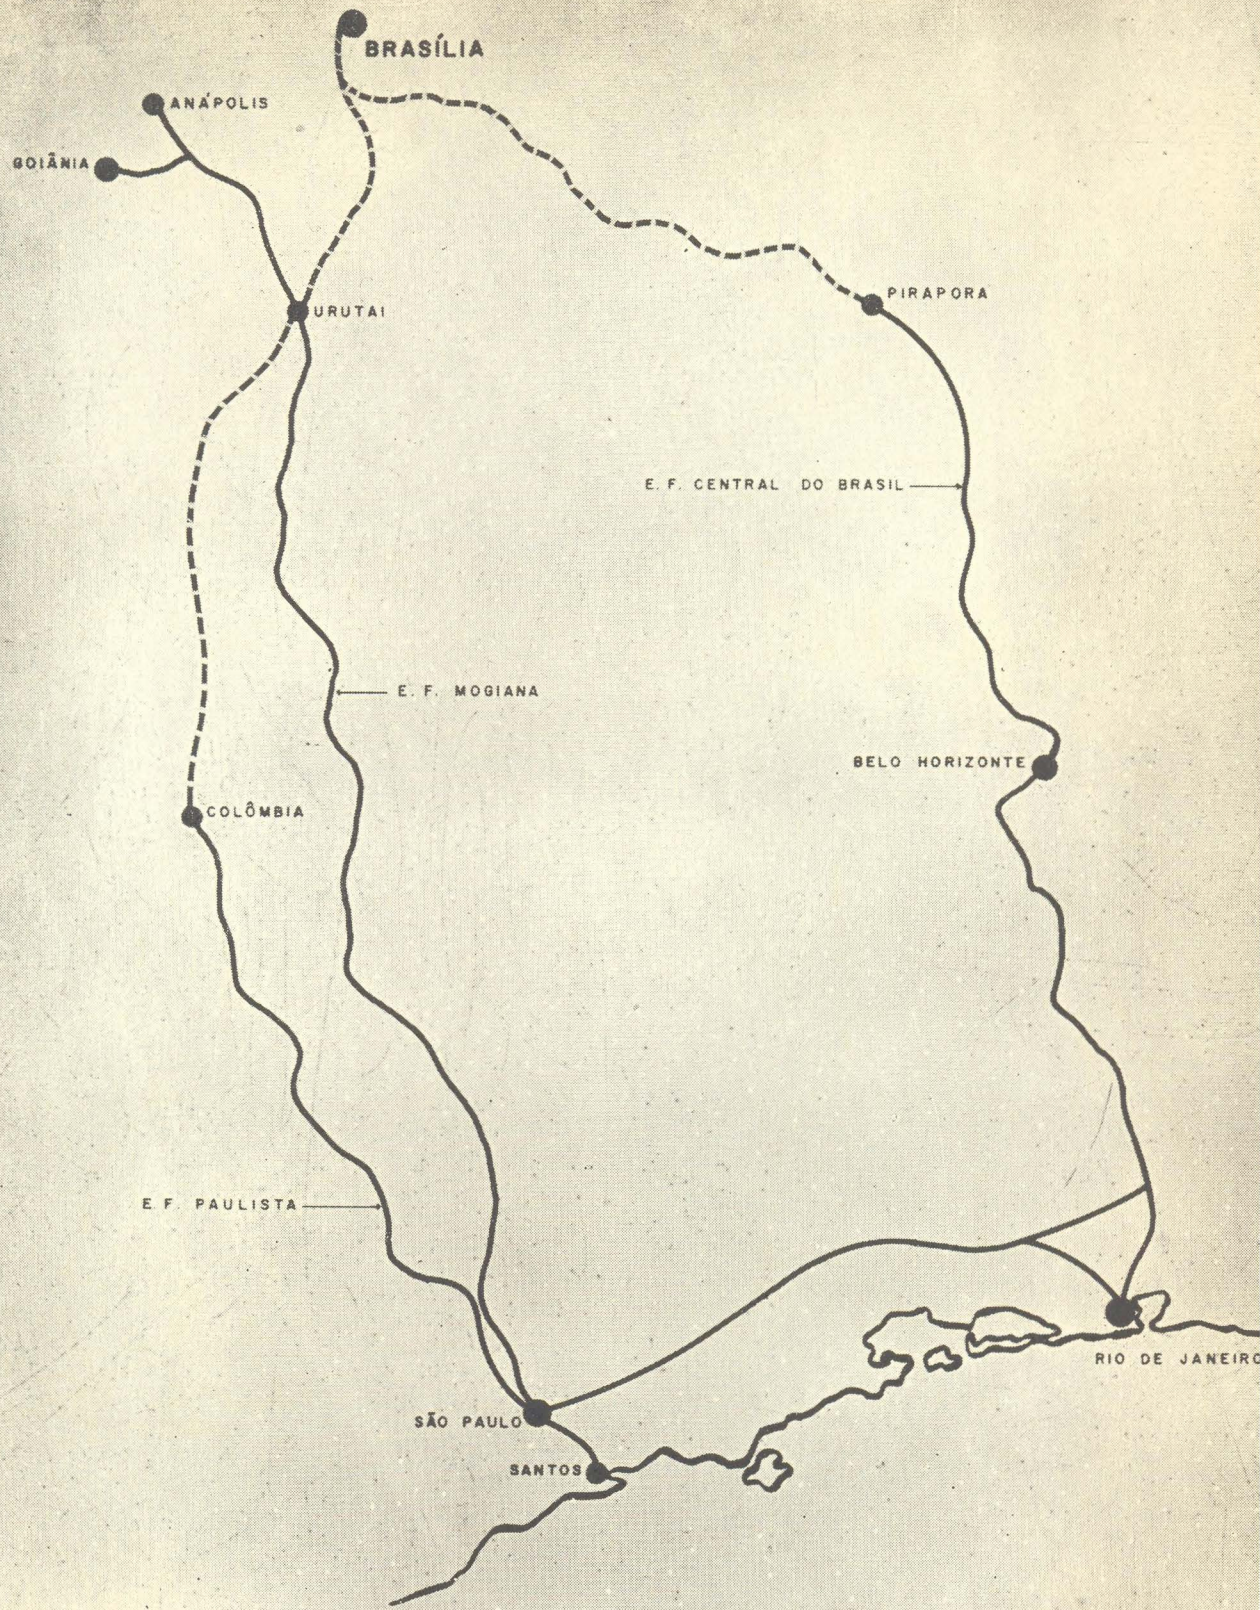 BRASÍLIA
ANÁPOLIS
GOIÂNIA
PIRAPORA
URUTAI
E. F. CENTRAL DO BRASIL
E. F. MOGIANA
BELO HORIZONTE
COLÔMBIA
E F. PAULISTA
RIO DE JANEIRO
SÃO PAULO
SANTOS